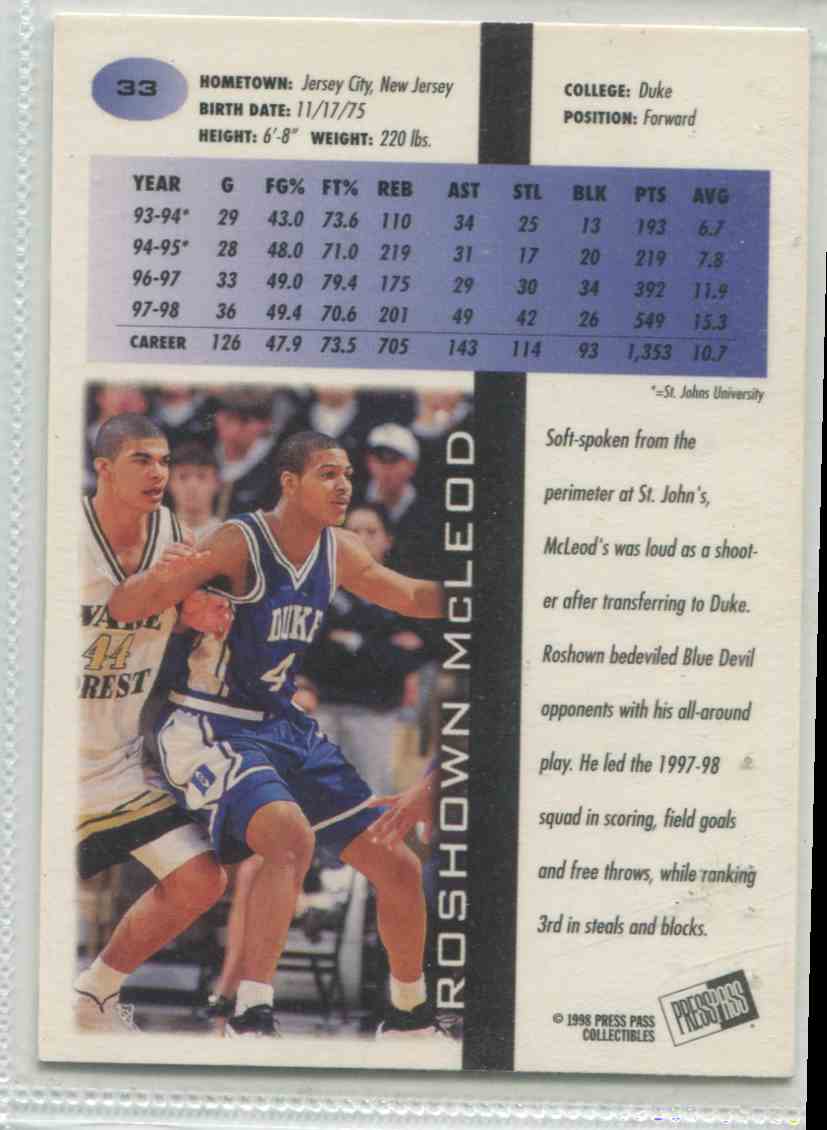 33
HOMETOWN: Jersey City, New Jersey
BIRTH DATE: 11/17/75
HEIGHT: 6'-8" WEIGHT: 220 lbs.
COLLEGE: Duke
POSITION: Forward
YEAR G FG% FT% REB AST STL BLK PTS AVG
93-94* 29 43.0 73.6 110 34 25 13 193 6.7
94-95* 28 48.0 71.0 219 31 17 20 219 7.8
96-97 33 49.0 79.4 175 29 30 34 392 11.9
97-98 36 49.4 70.6 201 49 42 26 549 15.3
CAREER 126 47.9 73.5 705 143 114 93 1,353 10.7
*=St. Johns University
Soft-spoken from the
perimeter at St. John's,
McLeod's was loud as a shoot-
er after transferring to Duke.
Roshown bedeviled Blue Devil
opponents with his all-around
play. He led the 1997-98
squad in scoring, field goals
and free throws, while ranking
3rd in steals and blocks.
ROSHOWN MCLEOD
WAKE
44
REST
DUKE
4
© 1998 PRESS PASS
COLLECTIBLES
PRESS PASS